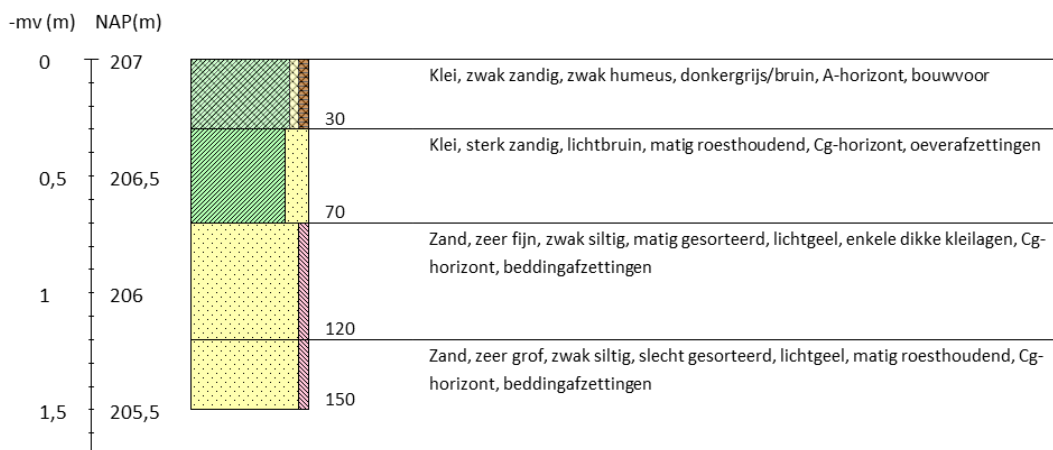 -mv (m) NAP(m)
0 207
Klei, zwak zandig, zwak humeus, donkergrijs/bruin, A-horizont, bouwvoor
30
Klei, sterk zandig, lichtbruin, matig roesthoudend, Cg-horizont, oeverafzettingen
0,5 206,5
70
Zand, zeer fijn, zwak siltig, matig gesorteerd, lichtgeel, enkele dikke kleilagen, Cg-
horizont, beddingafzettingen
1 206
120
Zand, zeer grof, zwak siltig, slecht gesorteerd, lichtgeel, matig roesthoudend, Cg-
horizont, beddingafzettingen
150
1,5 205,5